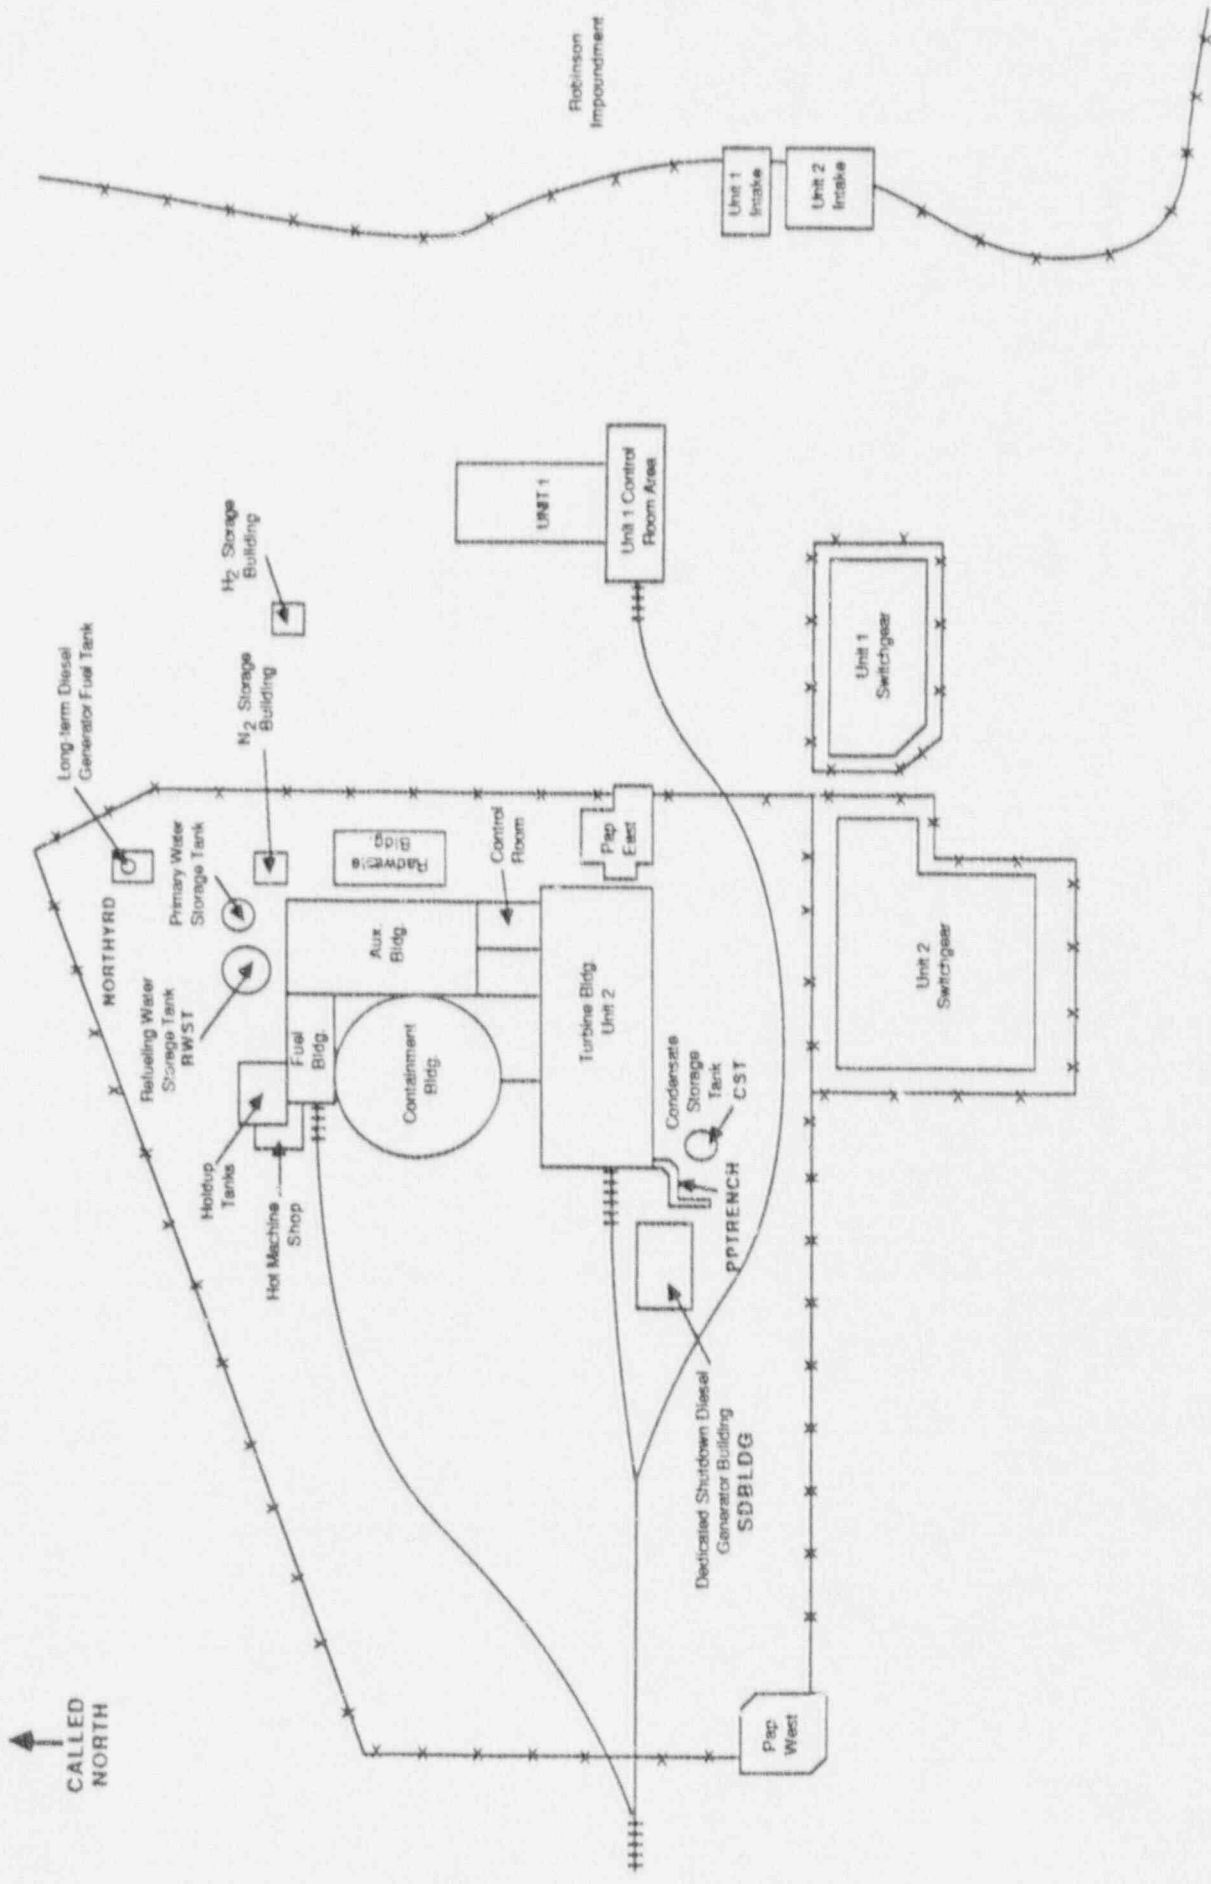 CALLED
NORTH
Long-term Diesel
Generator Fuel Tank
H2 Storage
Building
N2 Storage
Building
NORTHYRD
Primary Water
Storage Tank
Refueling Water
Storage Tank
RWST
Holdup
Tanks
Hot Machine
Shop
Fuel
Bldg.
Aux.
Bldg.
Radwaste
Bldg.
Containment
Bldg.
Control
Room
Turbine Bldg.
Unit 2
Pap
East
Condensate
Storage
Tank
CST
PPTRENCH
Dedicated Shutdown Diesel
Generator Building
SDBLDG
Pap
West
UNIT 1
Unit 1 Control
Room Area
Unit 1
Switchgear
Unit 2
Switchgear
Robinson
Impoundment
Unit 1
Intake
Unit 2
Intake